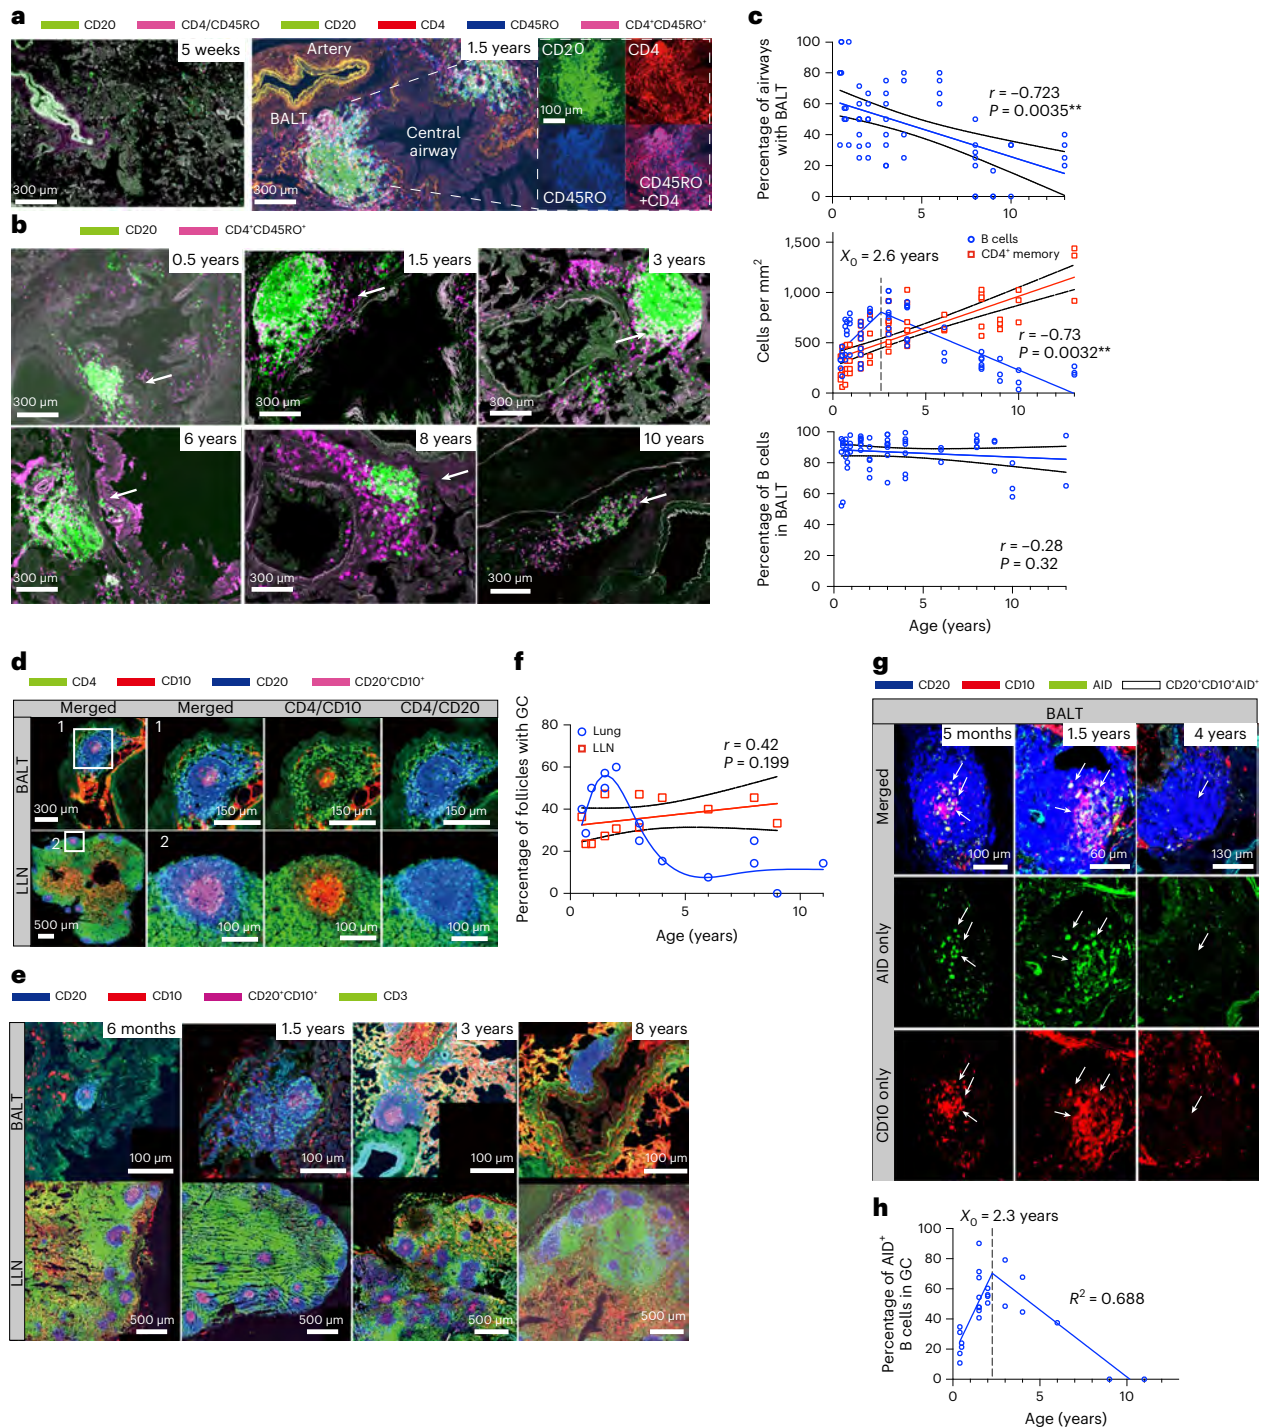 a
CD20 CD4/CD45RO CD20 CD4 CD45RO CD4⁺CD45RO⁺
5 weeks
300 µm
Artery
1.5 years
BALT
Central
airway
300 µm
CD20
CD4
100 µm
CD45RO
CD45RO
+CD4
b
CD20 CD4⁺CD45RO⁺
0.5 years
300 µm
1.5 years
300 µm
3 years
300 µm
6 years
300 µm
8 years
300 µm
10 years
300 µm
c
Percentage of airways
with BALT
100
80
60
40
20
0
0 5 10
r = –0.723
P = 0.0035**
Cells per mm²
1,500
1,000
500
0
0 5 10
X₀ = 2.6 years
B cells
CD4⁺ memory
r = –0.73
P = 0.0032**
Percentage of B cells
in BALT
100
80
60
40
20
0
0 5 10
r = –0.28
P = 0.32
Age (years)
d
CD4 CD10 CD20 CD20⁺CD10⁺
Merged Merged CD4/CD10 CD4/CD20
BALT
1
300 µm
1
150 µm
150 µm
150 µm
LLN
2
500 µm
2
100 µm
100 µm
100 µm
e
CD20 CD10 CD20⁺CD10⁺ CD3
BALT
6 months
100 µm
1.5 years
100 µm
3 years
100 µm
8 years
100 µm
LLN
500 µm
500 µm
500 µm
500 µm
f
Percentage of follicles with GC
80
60
40
20
0
0 5 10
Lung
LLN
r = 0.42
P = 0.199
Age (years)
g
CD20 CD10 AID CD20⁺CD10⁺AID⁺
BALT
Merged
5 months
100 µm
1.5 years
60 µm
4 years
130 µm
AID only
CD10 only
h
X₀ = 2.3 years
Percentage of AID⁺
B cells in GC
100
80
60
40
20
0
0 5 10
R² = 0.688
Age (years)